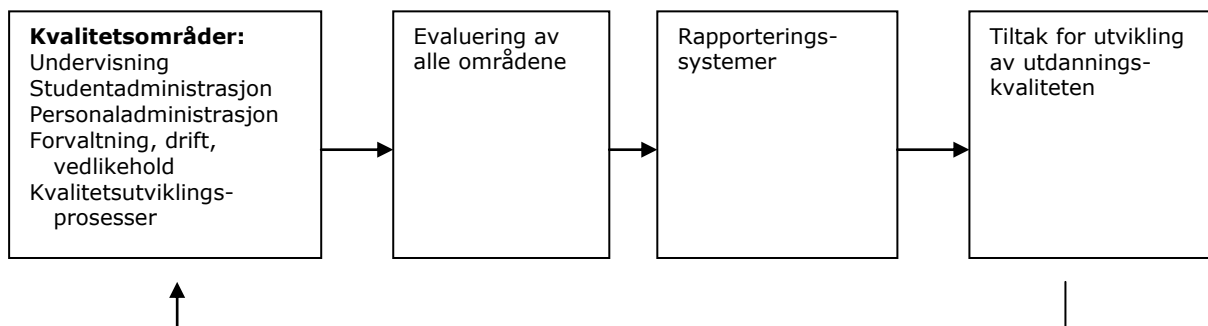 Kvalitetsområder:
Undervisning
Studentadministrasjon
Personaladministrasjon
Forvaltning, drift,
vedlikehold
Kvalitetsutviklings-
prosesser
Evaluering av
alle områdene
Rapporterings-
systemer
Tiltak for utvikling
av utdannings-
kvaliteten